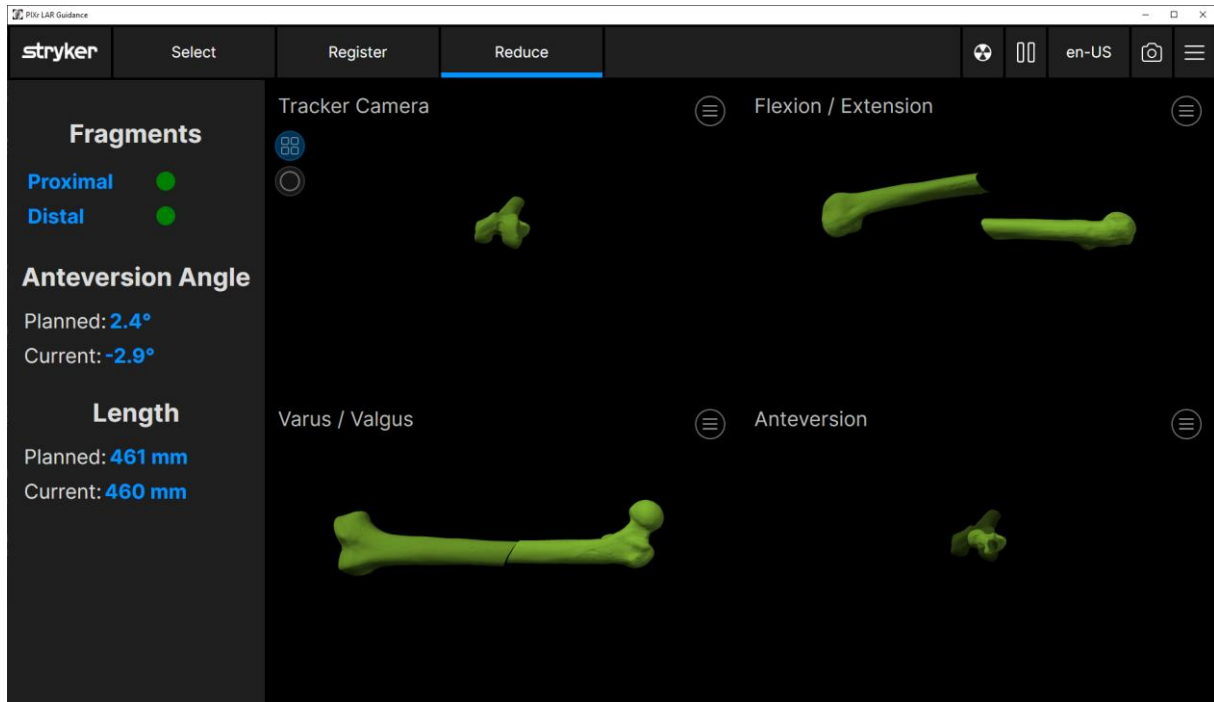 PIXr LAR Guidance
stryker
Select
Register
Reduce
en-US
Fragments
Proximal
Distal
Anteversion Angle
Planned: 2.4°
Current: -2.9°
Length
Planned: 461 mm
Current: 460 mm
Tracker Camera
Flexion / Extension
Varus / Valgus
Anteversion